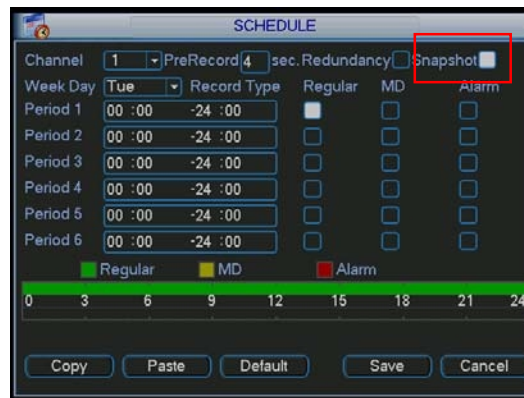 SCHEDULE
Channel 1 PreRecord 4 sec. Redundancy Snapshot
Week Day Tue Record Type Regular MD Alarm
Period 1 00 :00 -24 :00
Period 2 00 :00 -24 :00
Period 3 00 :00 -24 :00
Period 4 00 :00 -24 :00
Period 5 00 :00 -24 :00
Period 6 00 :00 -24 :00
Regular MD Alarm
0 3 6 9 12 15 18 21 24
Copy Paste Default Save Cancel